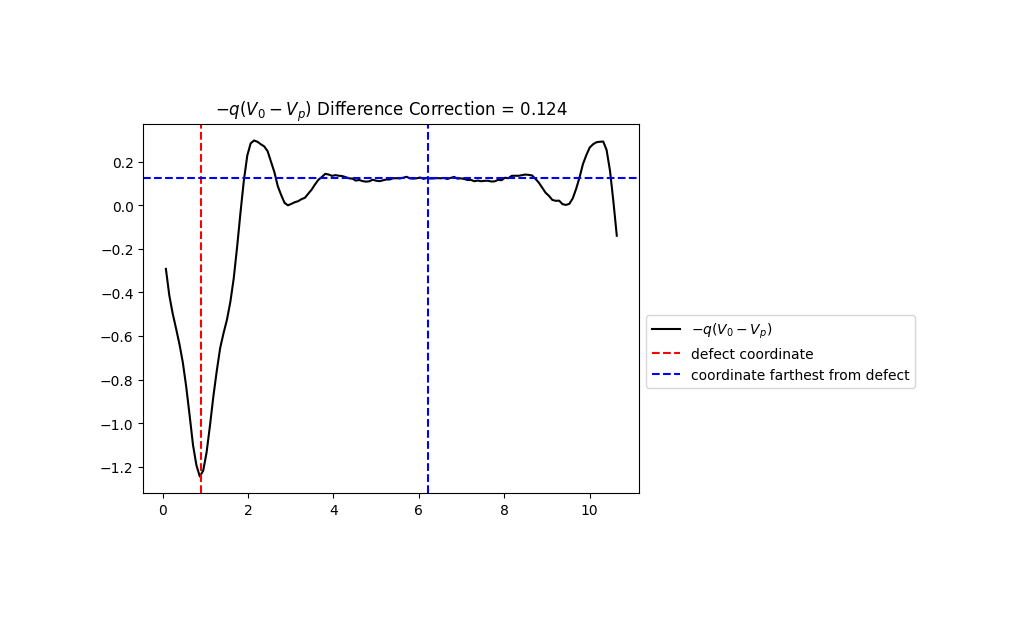 −q(V₀ − Vₚ) Difference Correction = 0.124
0.2
0.0
−0.2
−0.4
−0.6
−0.8
−1.0
−1.2
0 2 4 6 8 10
−q(V₀ − Vₚ)
defect coordinate
coordinate farthest from defect